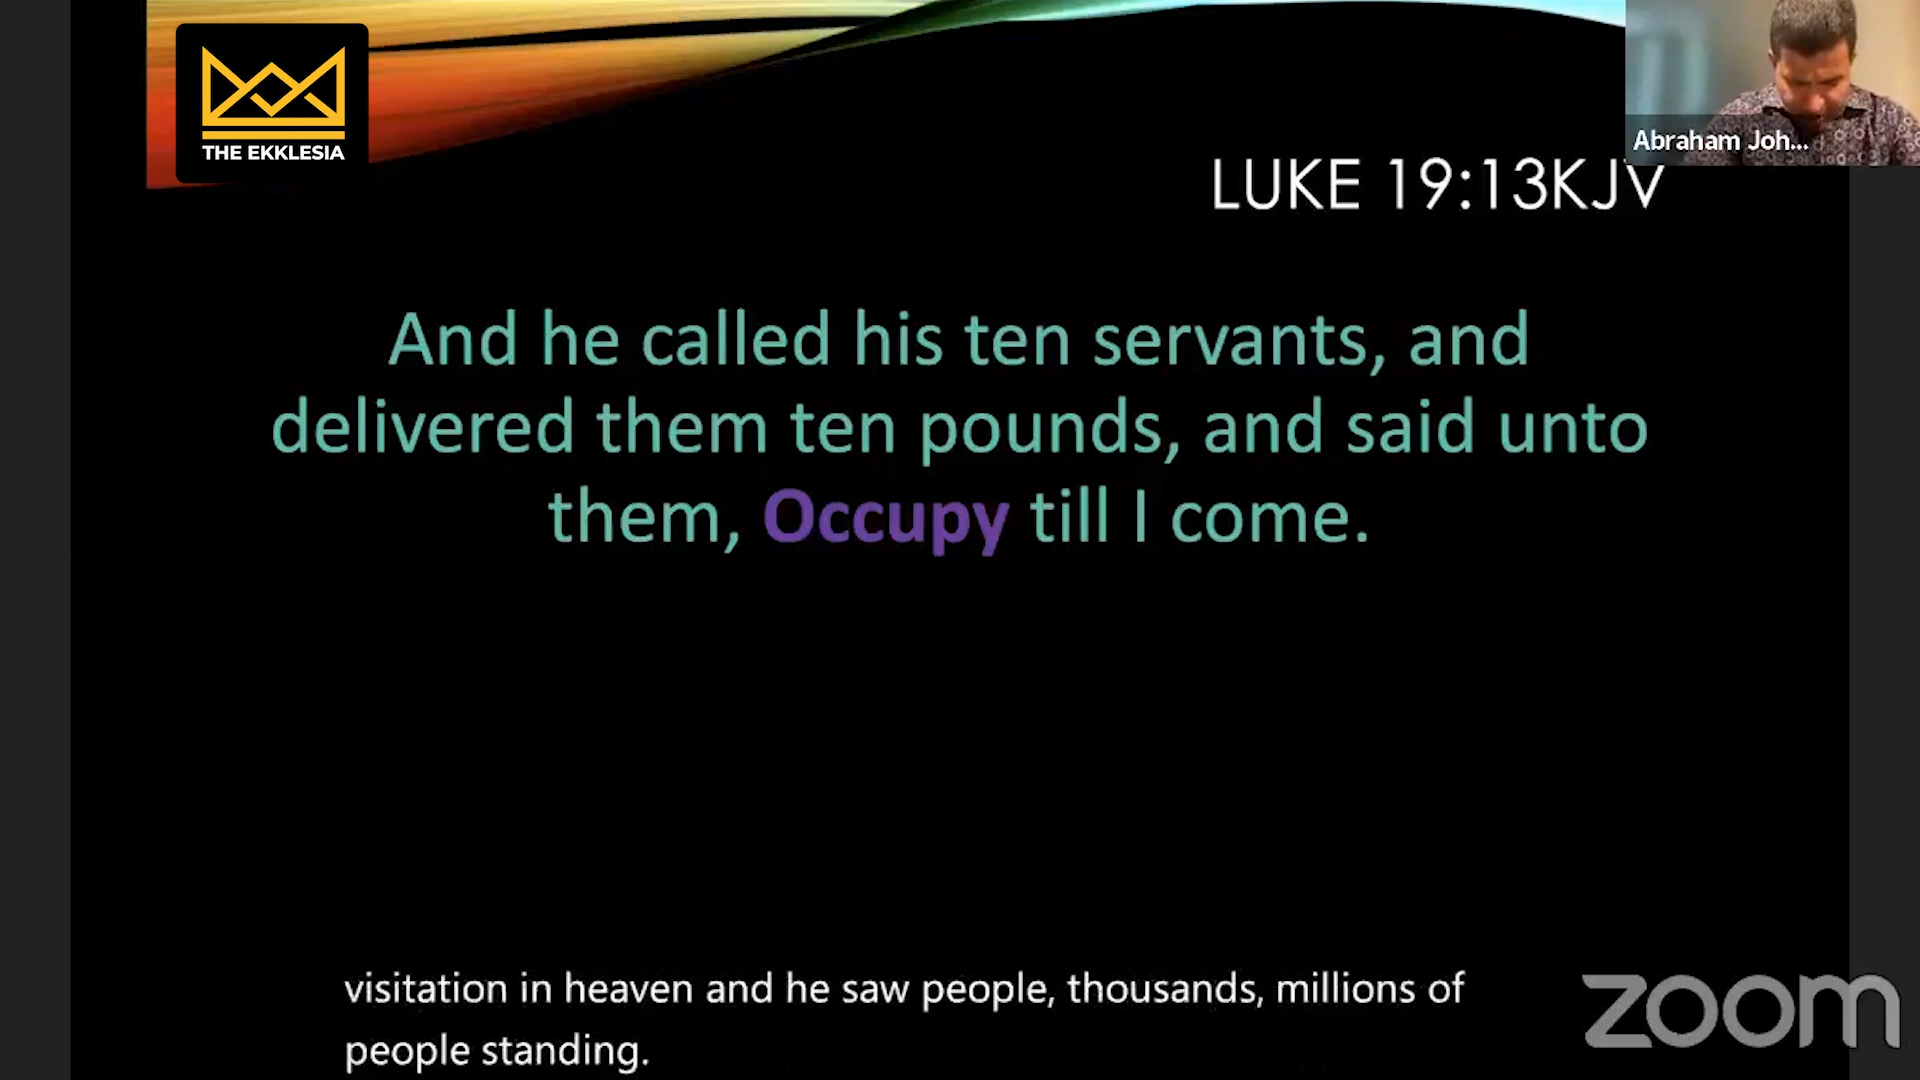 THE EKKLESIA
Abraham Joh...
LUKE 19:13KJV
And he called his ten servants, and
delivered them ten pounds, and said unto
them, Occupy till I come.
visitation in heaven and he saw people, thousands, millions of
people standing.
zoom